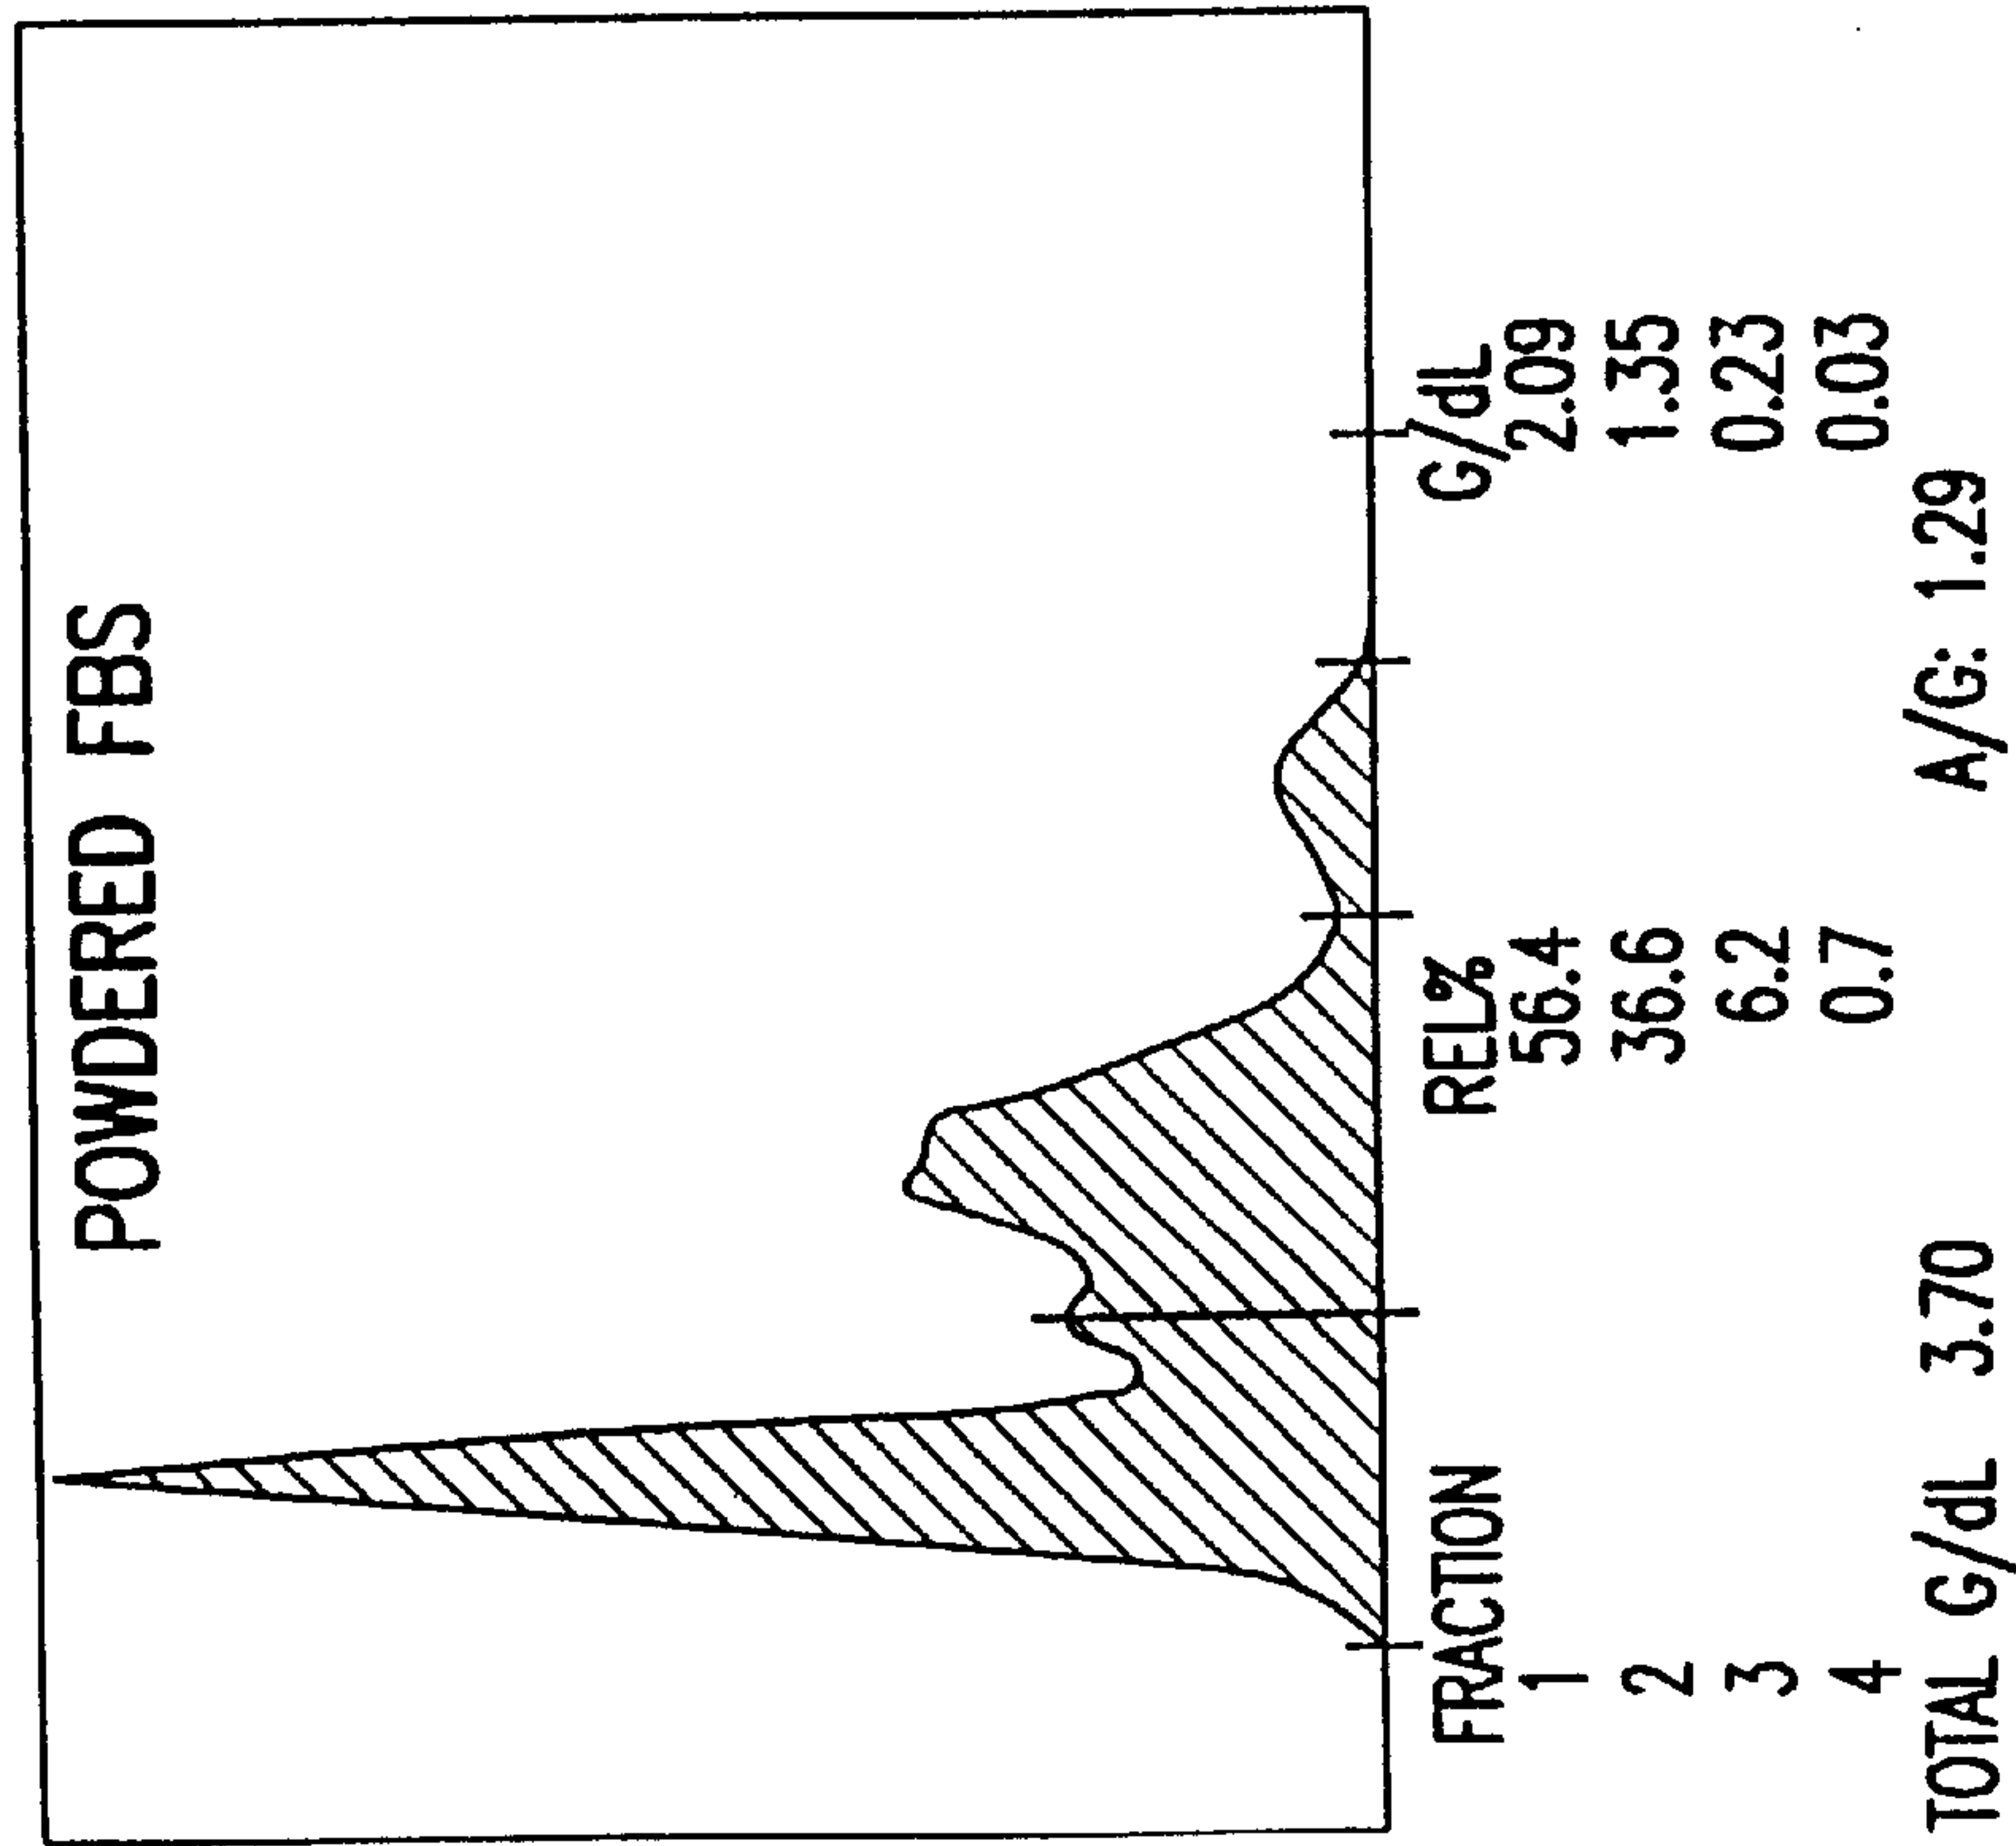 POWDERED FBS
FRACTION REL% G/dL
1 56.4 2.09
2 36.6 1.35
3 6.2 0.23
4 0.7 0.03
TOTAL G/dL 3.70 A/G: 1.29